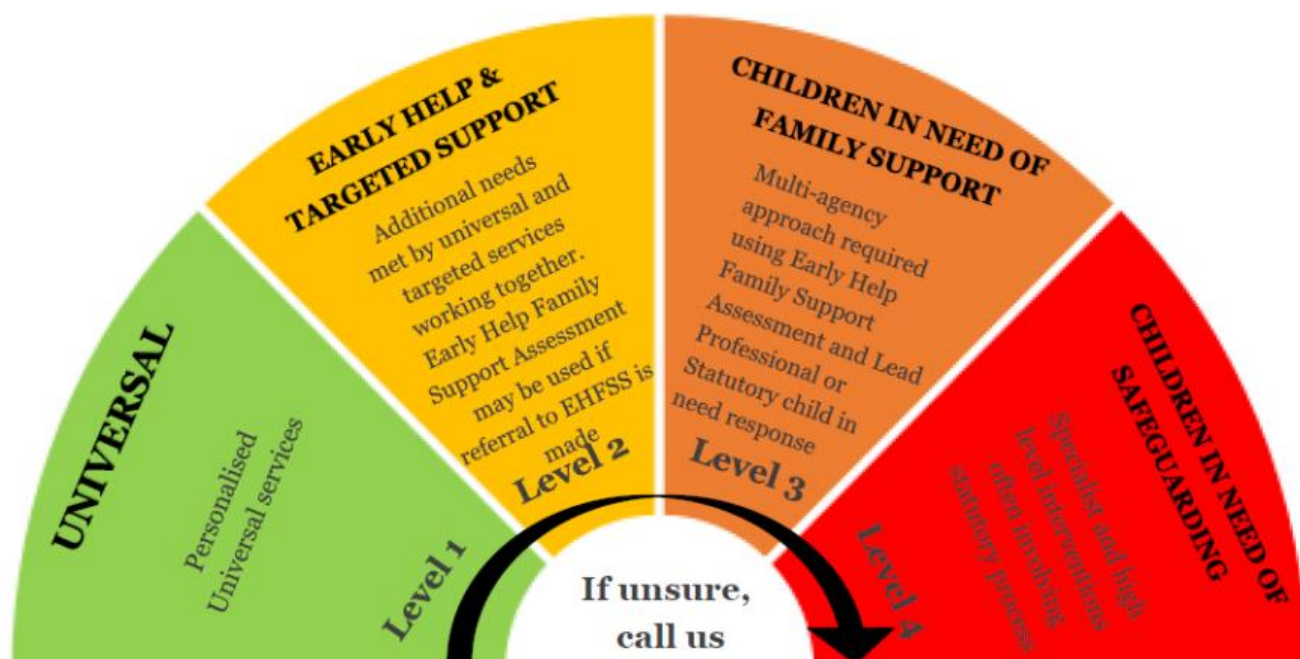 UNIVERSAL
Personalised
Universal services
Level 1
EARLY HELP &
TARGETED SUPPORT
Additional needs
met by universal and
targeted services
working together.
Early Help Family
Support Assessment
may be used if
referral to EHFSS is
made
Level 2
CHILDREN IN NEED OF
FAMILY SUPPORT
Multi-agency
approach required
using Early Help
Family Support
Assessment and Lead
Professional or
Statutory child in
need response
Level 3
CHILDREN IN NEED OF
SAFEGUARDING
Specialist and high
level interventions
often involving
statutory process
Level 4
If unsure,
call us